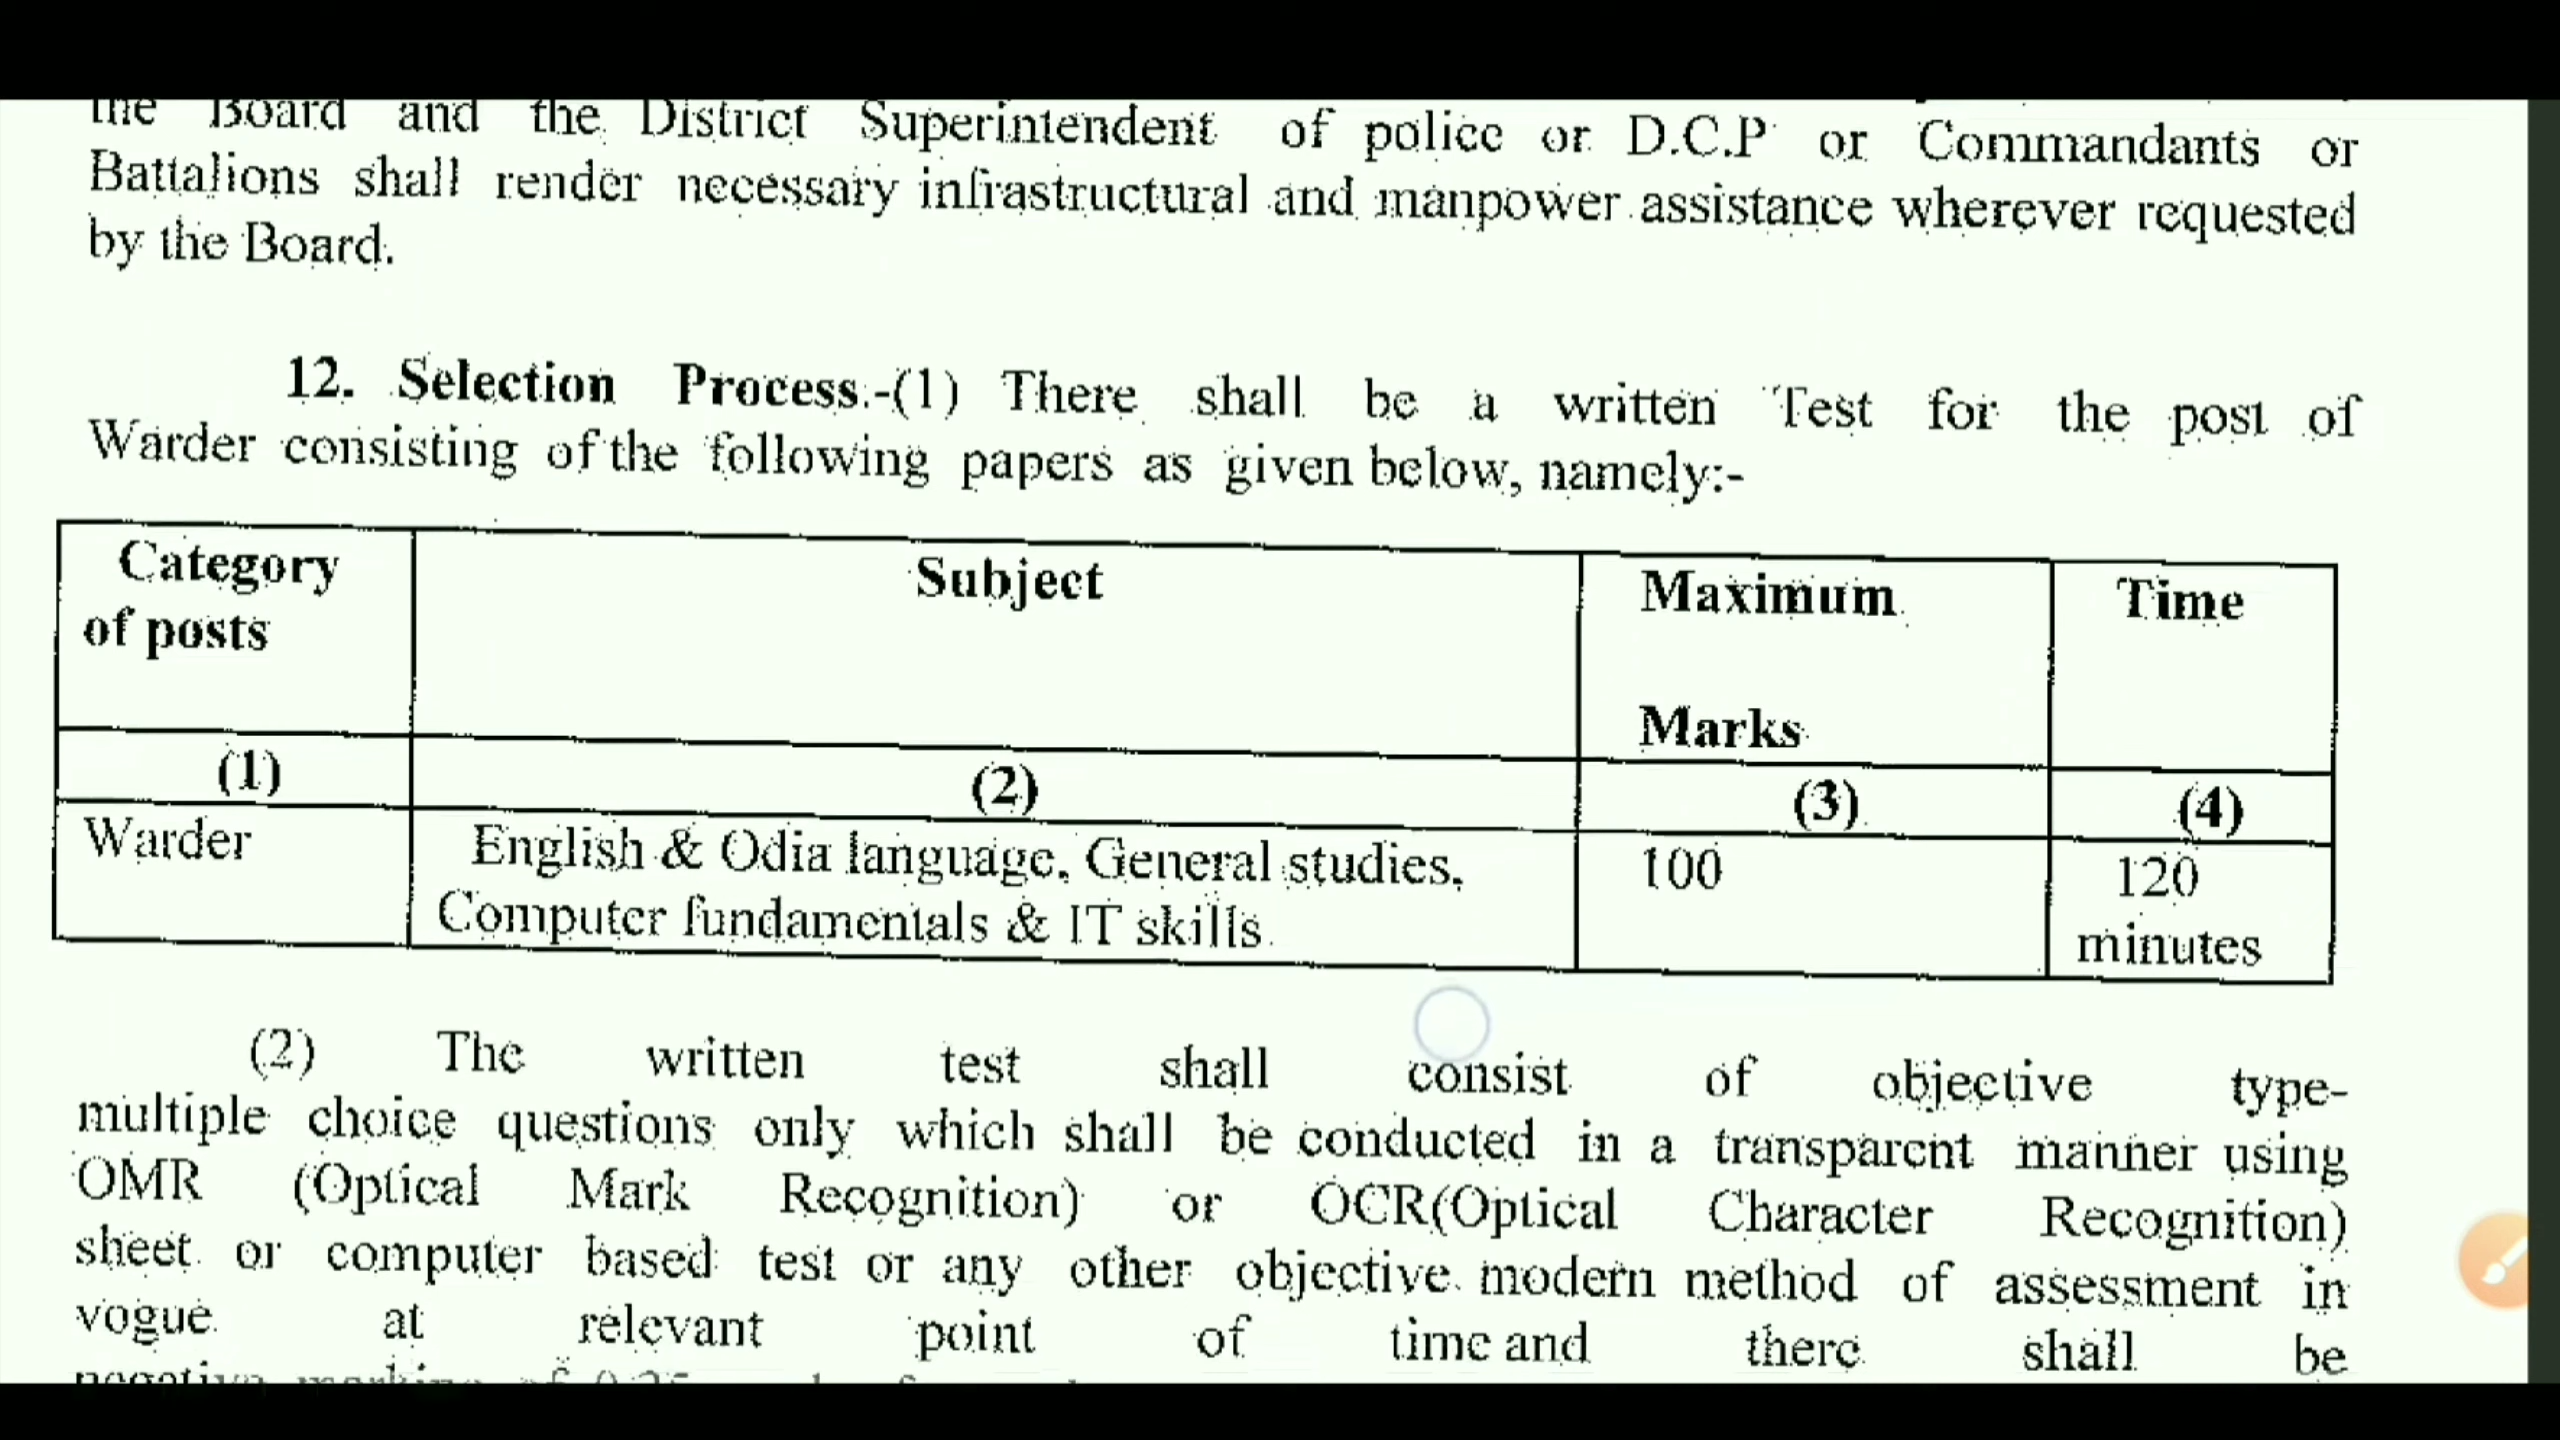 the Board and the District Superintendent of police or D.C.P or Commandants or
Battalions shall render necessary infrastructural and manpower assistance wherever requested
by the Board.
12. Selection Process.-(1) There shall be a written Test for the post of
Warder consisting of the following papers as given below, namely:-
Category of posts Subject Maximum Marks Time
(1) (2) (3) (4)
Warder English & Odia language, General studies, 100 120
Computer fundamentals & IT skills. minutes
(2) The written test shall consist of objective type-
multiple choice questions only which shall be conducted in a transparent manner using
OMR (Optical Mark Recognition) or OCR(Optical Character Recognition)
sheet or computer based test or any other objective modern method of assessment in
vogue at relevant point of time and there shall be
negative marking of